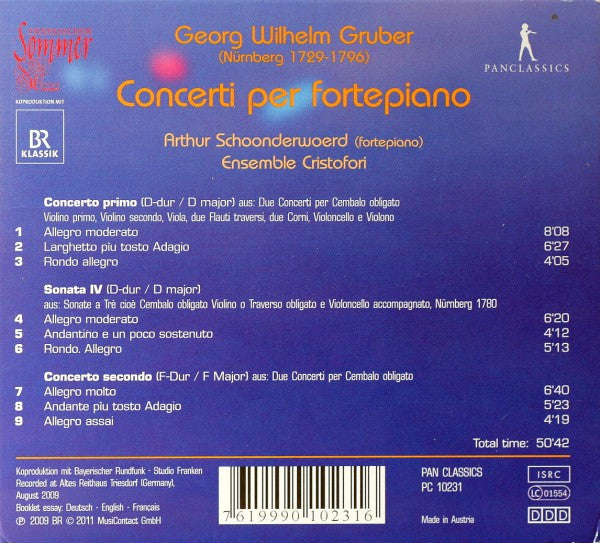 Sommer
KOPRODUKTION MIT
BR
KLASSIK
Georg Wilhelm Gruber
(Nürnberg 1729-1796)
Concerti per fortepiano
Arthur Schoonderwoerd (fortepiano)
Ensemble Cristofori
PANCLASSICS
Concerto primo (D-dur / D major) aus: Due Concerti per Cembalo obligato
Violino primo, Violino secondo, Viola, due Flauti traversi, due Corni, Violoncello e Violono
1 Allegro moderato 8'08
2 Larghetto piu tosto Adagio 6'27
3 Rondo allegro 4'05
Sonata IV (D-dur / D major)
aus: Sonate a Trè cioè Cembalo obligato Violino o Traverso obligato e Violoncello accompagnato, Nürnberg 1780
4 Allegro moderato 6'20
5 Andantino e un poco sostenuto 4'12
6 Rondo. Allegro 5'13
Concerto secondo (F-Dur / F Major) aus: Due Concerti per Cembalo obligato
7 Allegro molto 6'40
8 Andante piu tosto Adagio 5'23
9 Allegro assai 4'19
Total time: 50'42
Koproduktion mit Bayerischer Rundfunk · Studio Franken
Recorded at Altes Reithaus Triesdorf (Germany),
August 2009
Booklet essay: Deutsch · English · Français
℗ 2009 BR © 2011 MusiContact GmbH
7 619990 102316
PAN CLASSICS
PC 10231
Made in Austria
ISRC
LC 01554
DDD